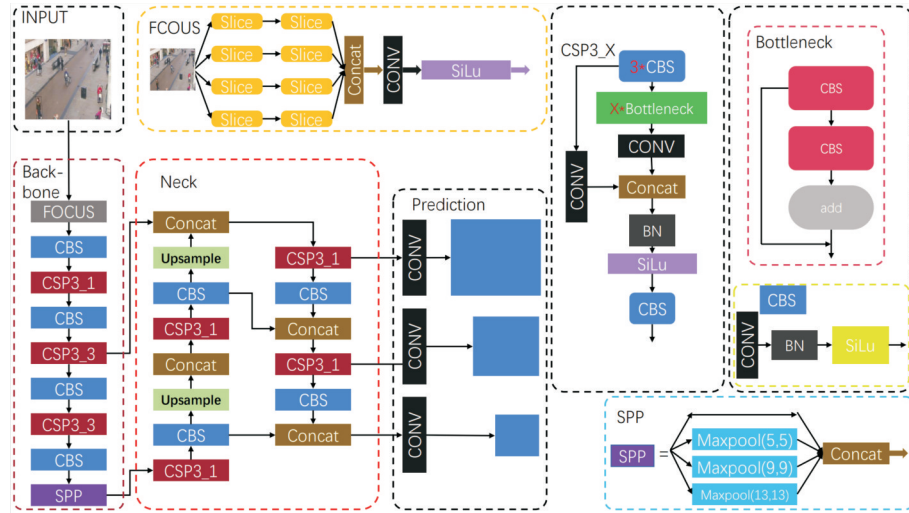 INPUT
FCOUS
Slice
Slice
Slice
Slice
Slice
Slice
Slice
Slice
Concat
CONV
SiLu
CSP3_X
3•CBS
X•Bottleneck
CONV
CONV
Concat
BN
SiLu
CBS
Bottleneck
CBS
CBS
add
Back-
bone
FOCUS
CBS
CSP3_1
CBS
CSP3_3
CBS
CSP3_3
CBS
SPP
Neck
Concat
Upsample
CBS
CSP3_1
Concat
Upsample
CBS
CSP3_1
CSP3_1
CBS
Concat
CSP3_1
CBS
Concat
Prediction
CONV
CONV
CONV
CBS
CONV
BN
SiLu
SPP
SPP
=
Maxpool(5,5)
Maxpool(9,9)
Maxpool(13,13)
Concat